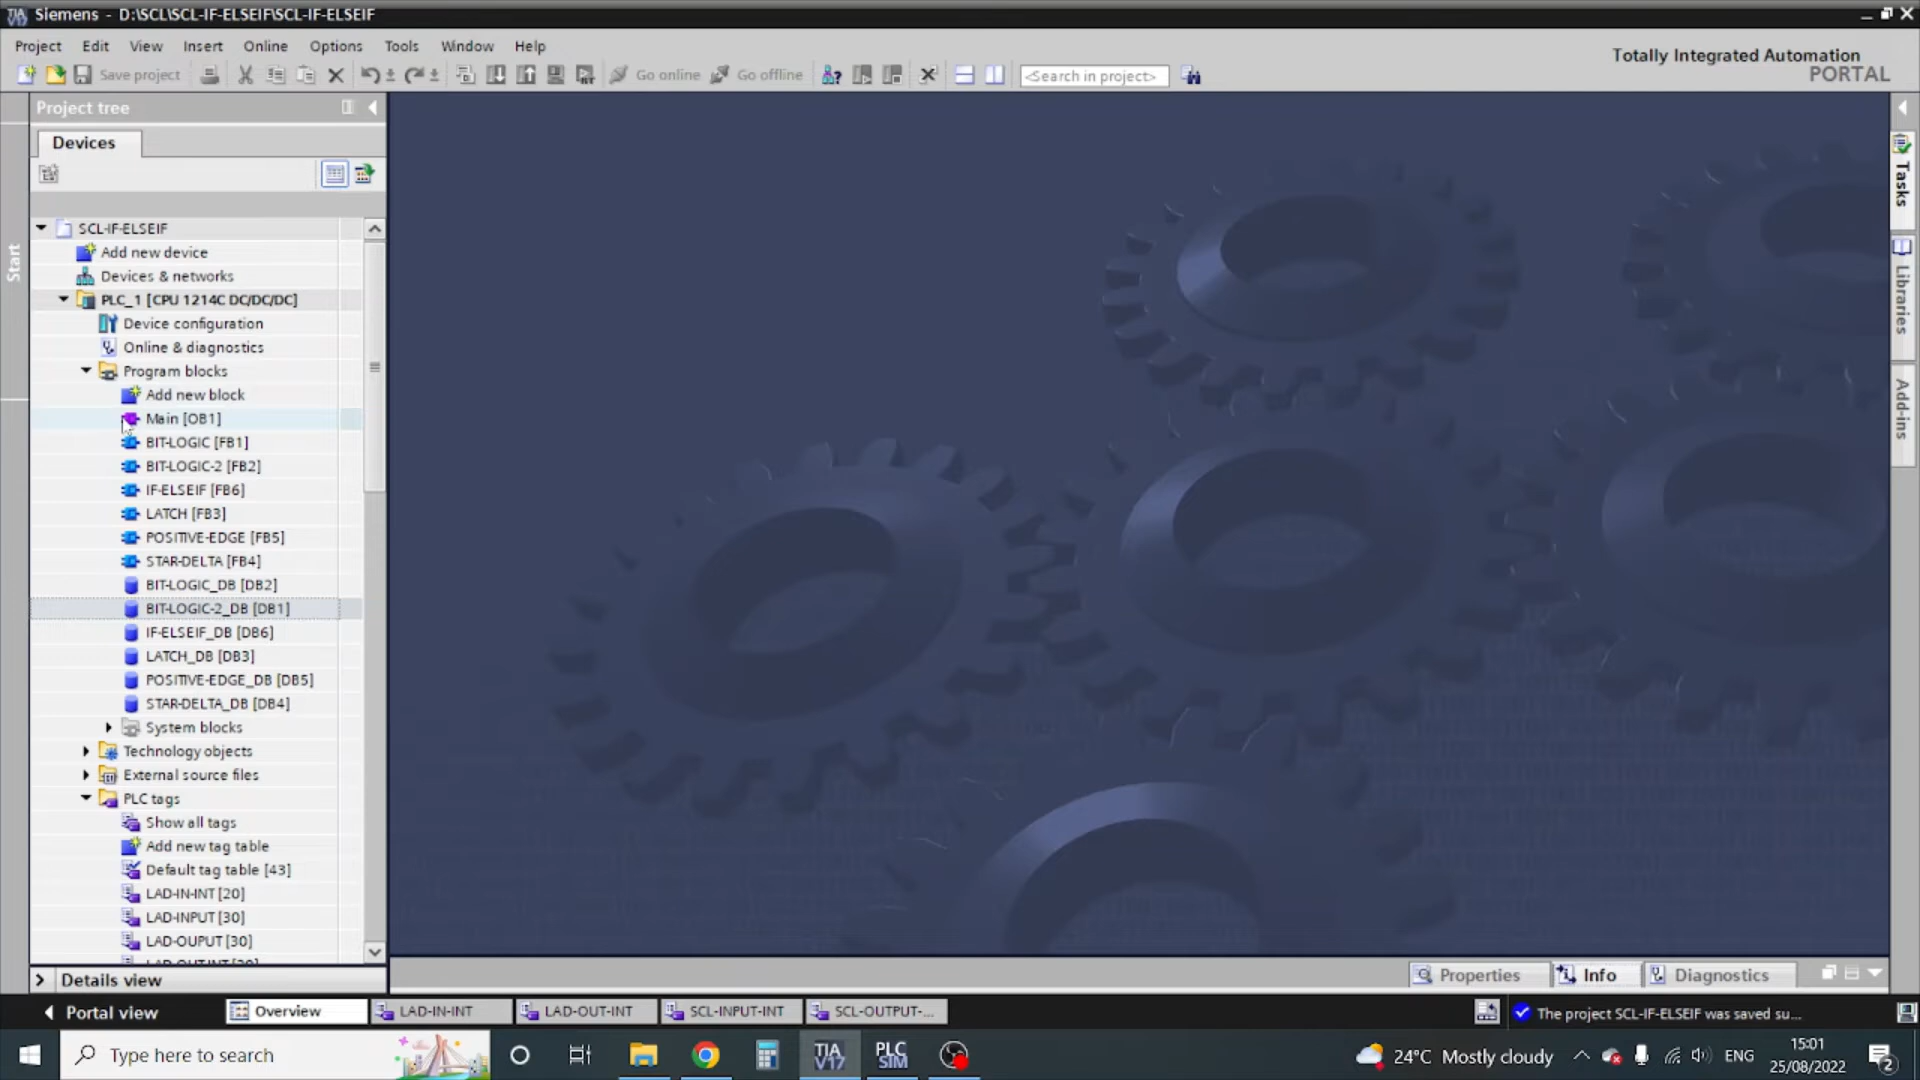 Siemens - D:\SCL\SCL-IF-ELSEIF\SCL-IF-ELSEIF
Project Edit View Insert Online Options Tools Window Help
Totally Integrated Automation
PORTAL
Save project
Go online
Go offline
<Search in project>
Project tree
Devices
Start
SCL-IF-ELSEIF
Add new device
Devices & networks
PLC_1 [CPU 1214C DC/DC/DC]
Device configuration
Online & diagnostics
Program blocks
Add new block
Main [OB1]
BIT-LOGIC [FB1]
BIT-LOGIC-2 [FB2]
IF-ELSEIF [FB6]
LATCH [FB3]
POSITIVE-EDGE [FB5]
STAR-DELTA [FB4]
BIT-LOGIC_DB [DB2]
BIT-LOGIC-2_DB [DB1]
IF-ELSEIF_DB [DB6]
LATCH_DB [DB3]
POSITIVE-EDGE_DB [DB5]
STAR-DELTA_DB [DB4]
System blocks
Technology objects
External source files
PLC tags
Show all tags
Add new tag table
Default tag table [43]
LAD-IN-INT [20]
LAD-INPUT [30]
LAD-OUPUT [30]
Details view
Tasks
Libraries
Add-ins
Properties
Info
Diagnostics
Portal view
Overview
LAD-IN-INT
LAD-OUT-INT
SCL-INPUT-INT
SCL-OUTPUT-...
The project SCL-IF-ELSEIF was saved su...
Type here to search
TIA V17
PLC SIM
24°C Mostly cloudy
ENG
15:01
25/08/2022
2